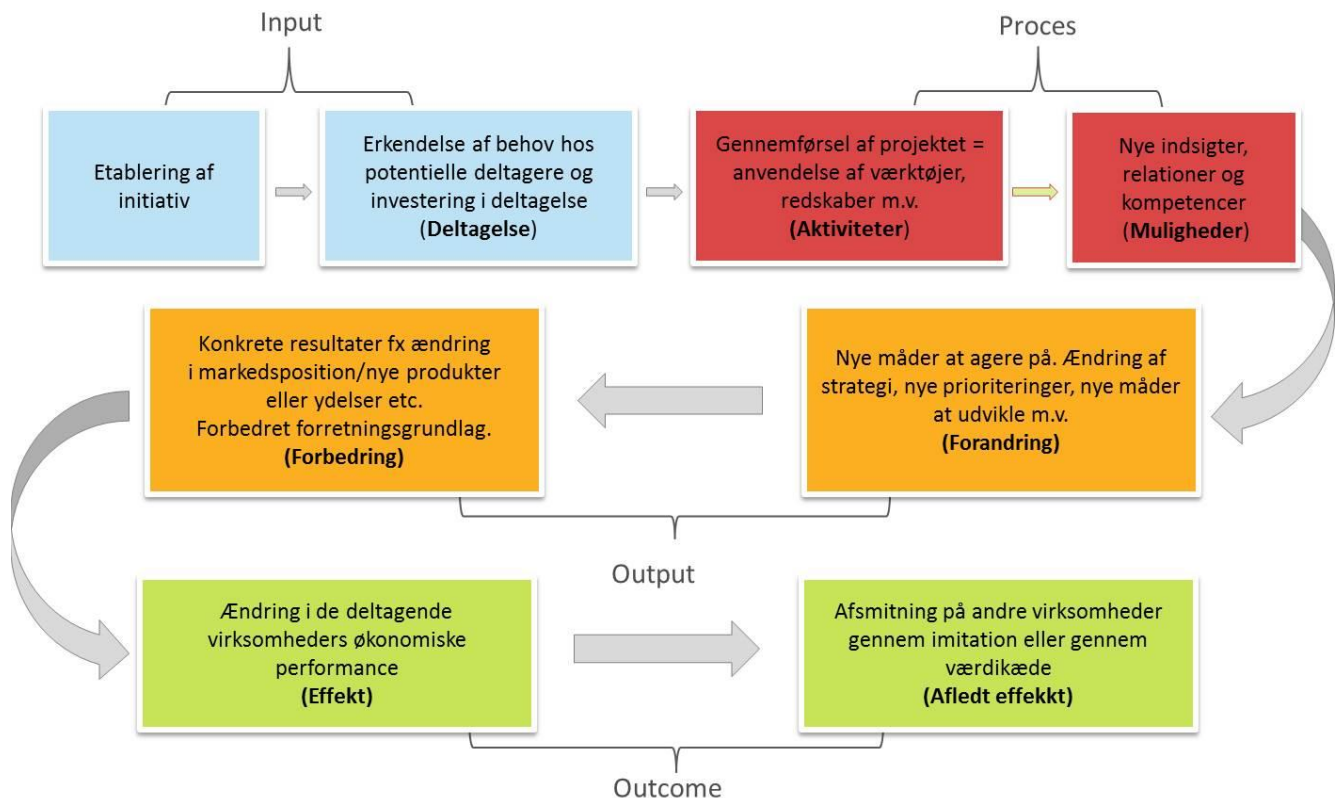 Input
Proces
Etablering af
initiativ
Erkendelse af behov hos
potentielle deltagere og
investering i deltagelse
(Deltagelse)
Gennemførsel af projektet =
anvendelse af værktøjer,
redskaber m.v.
(Aktiviteter)
Nye indsigter,
relationer og
kompetencer
(Muligheder)
Konkrete resultater fx ændring
i markedsposition/nye produkter
eller ydelser etc.
Forbedret forretningsgrundlag.
(Forbedring)
Nye måder at agere på. Ændring af
strategi, nye prioriteringer, nye måder
at udvikle m.v.
(Forandring)
Output
Ændring i de deltagende
virksomheders økonomiske
performance
(Effekt)
Afsmitning på andre virksomheder
gennem imitation eller gennem
værdikæde
(Afledt effekkt)
Outcome